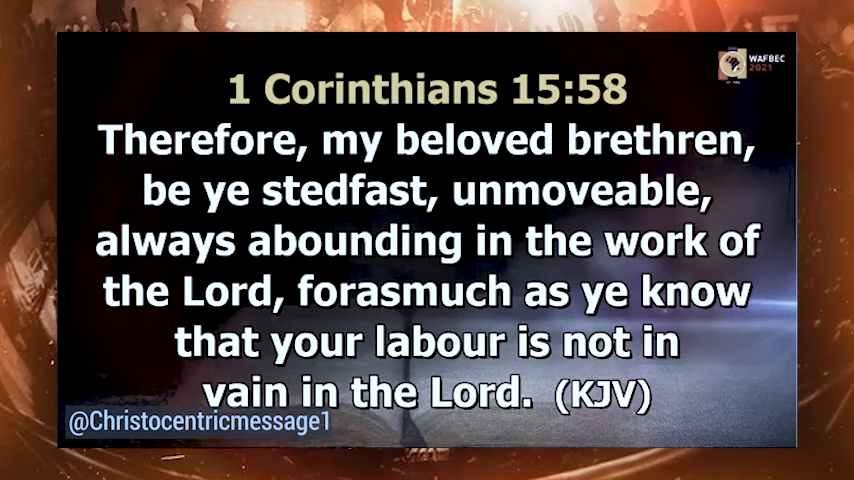 WAFBEC
2021
1 Corinthians 15:58
Therefore, my beloved brethren,
be ye stedfast, unmoveable,
always abounding in the work of
the Lord, forasmuch as ye know
that your labour is not in
vain in the Lord. (KJV)
@Christocentricmessage1